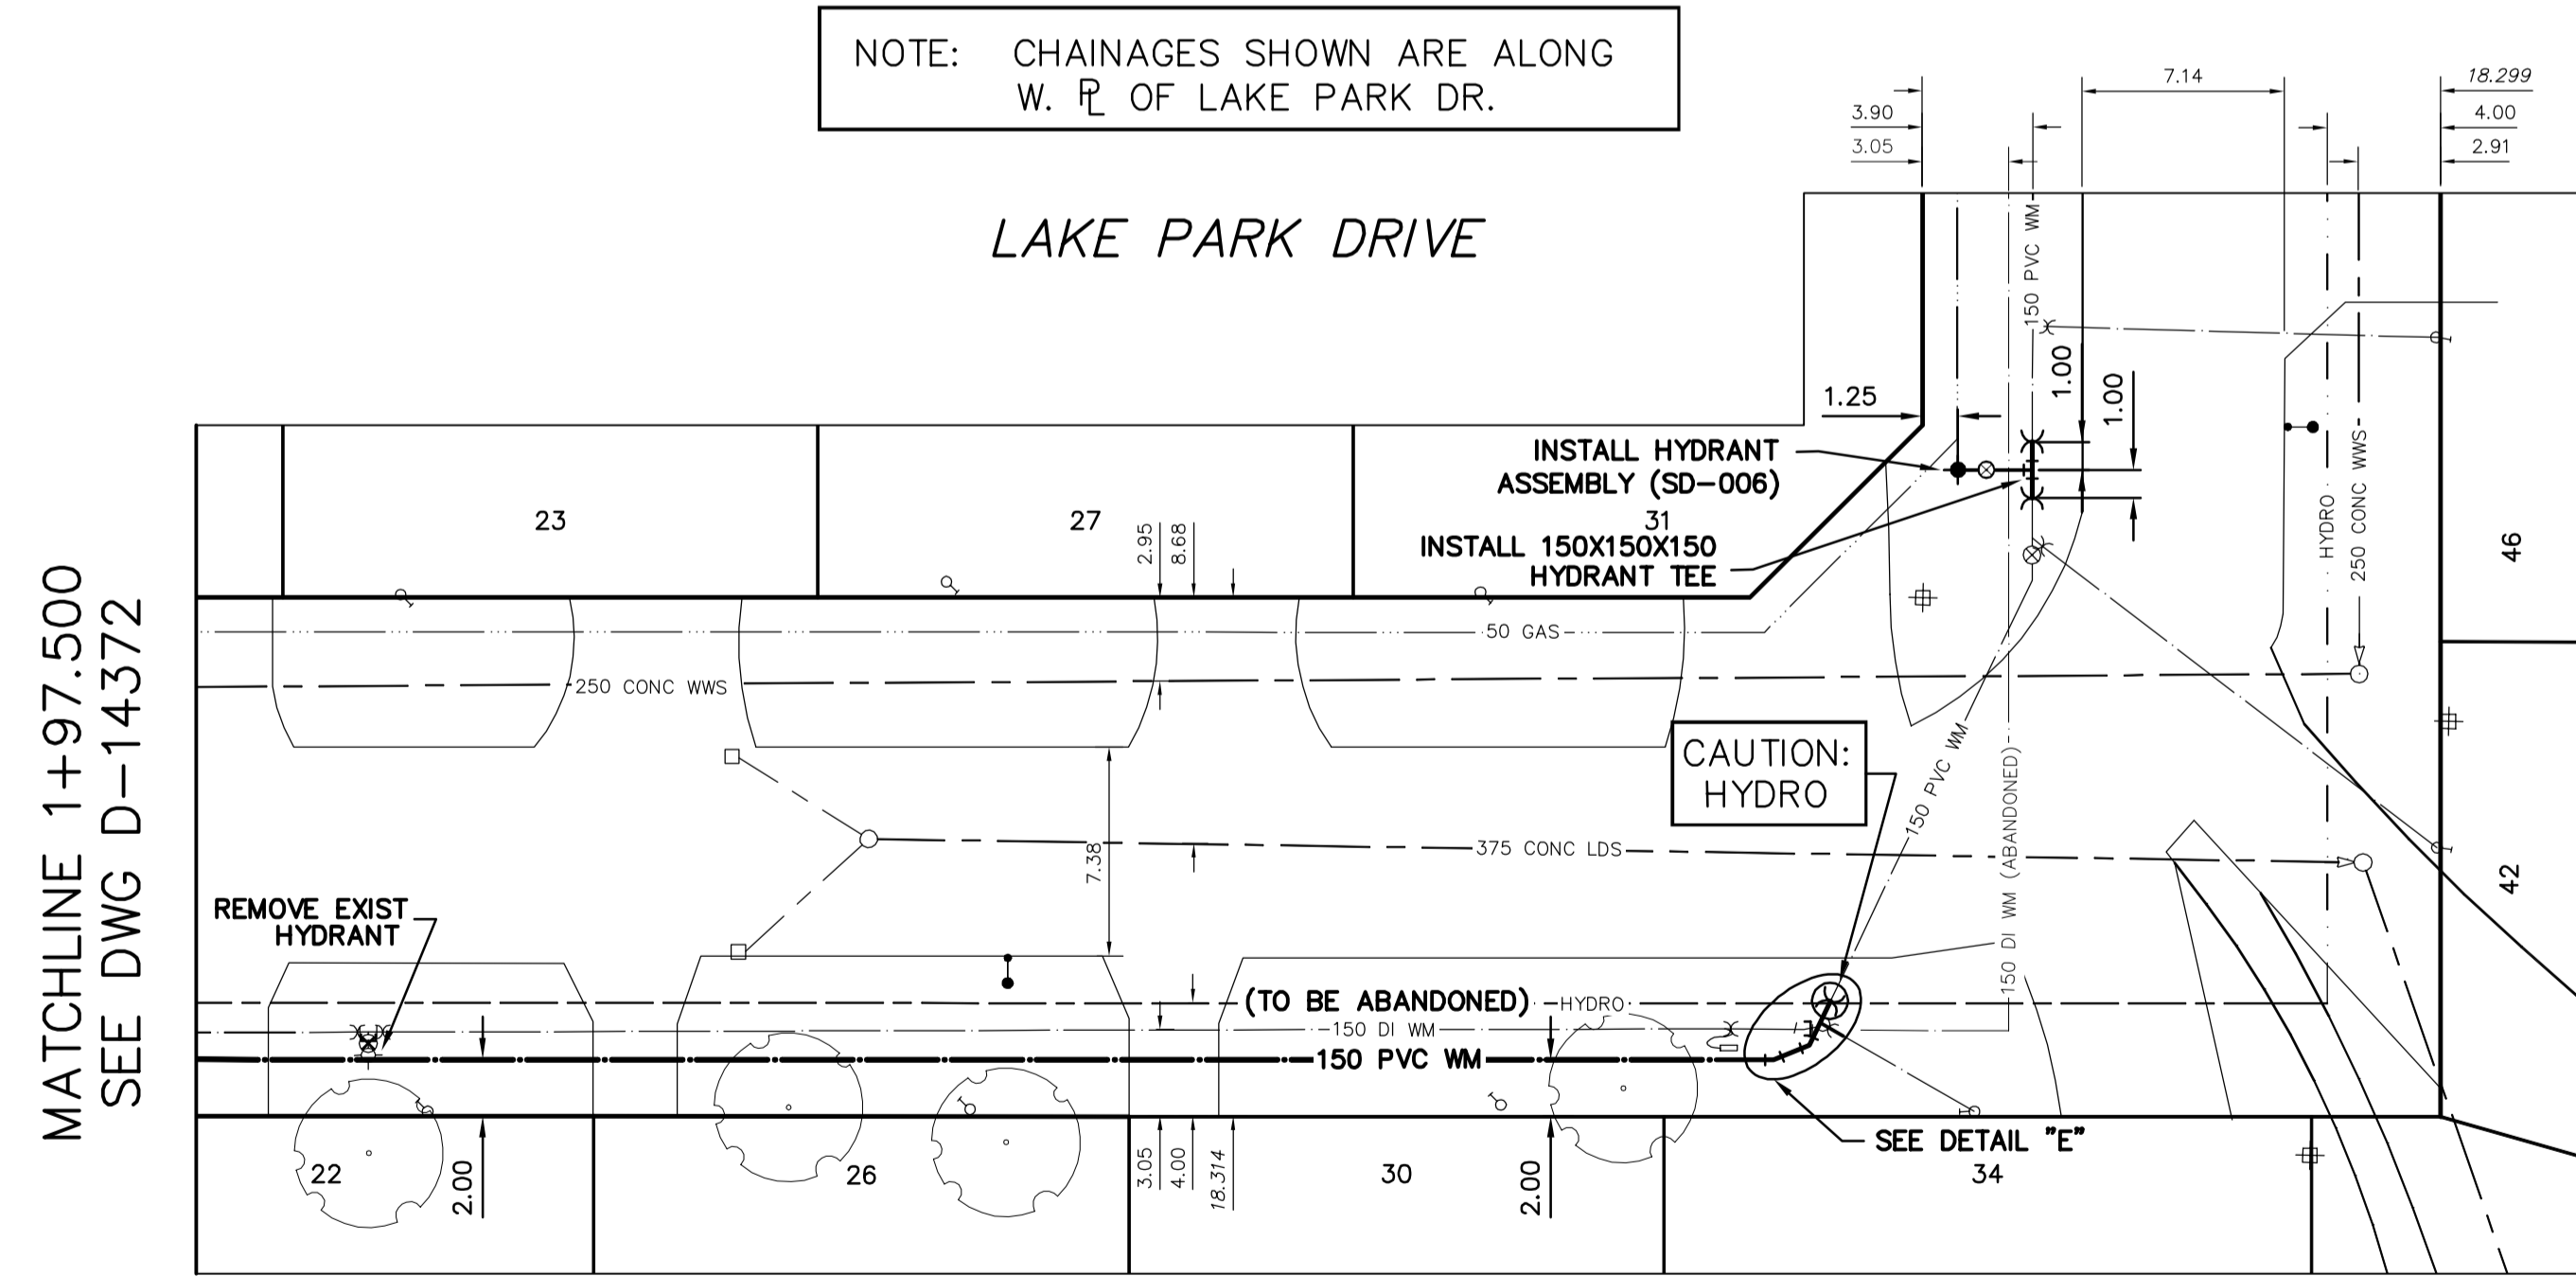 NOTE: CHAINAGES SHOWN ARE ALONG
W. PL OF LAKE PARK DR.
LAKE PARK DRIVE
7.14
18.299
3.90
4.00
3.05
2.91
150 PVC WM
1.00
1.00
1.25
INSTALL HYDRANT
ASSEMBLY (SD-006)
31
INSTALL 150X150X150
HYDRANT TEE
23
27
2.95
8.68
HYDRO
250 CONC WWS
46
42
MATCHLINE 1+97.500
SEE DWG D-14372
50 GAS
250 CONC WWS
CAUTION:
HYDRO
150 PVC WM
150 DI WM (ABANDONED)
375 CONC LDS
7.38
REMOVE EXIST
HYDRANT
(TO BE ABANDONED)
HYDRO
150 DI WM
150 PVC WM
SEE DETAIL "E"
22
2.00
26
3.05
4.00
18.314
30
2.00
34